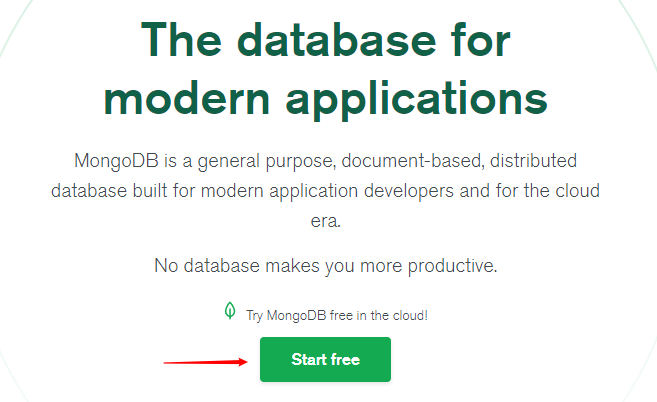 The database for
modern applications
MongoDB is a general purpose, document-based, distributed
database built for modern application developers and for the cloud
era.
No database makes you more productive.
Try MongoDB free in the cloud!
Start free